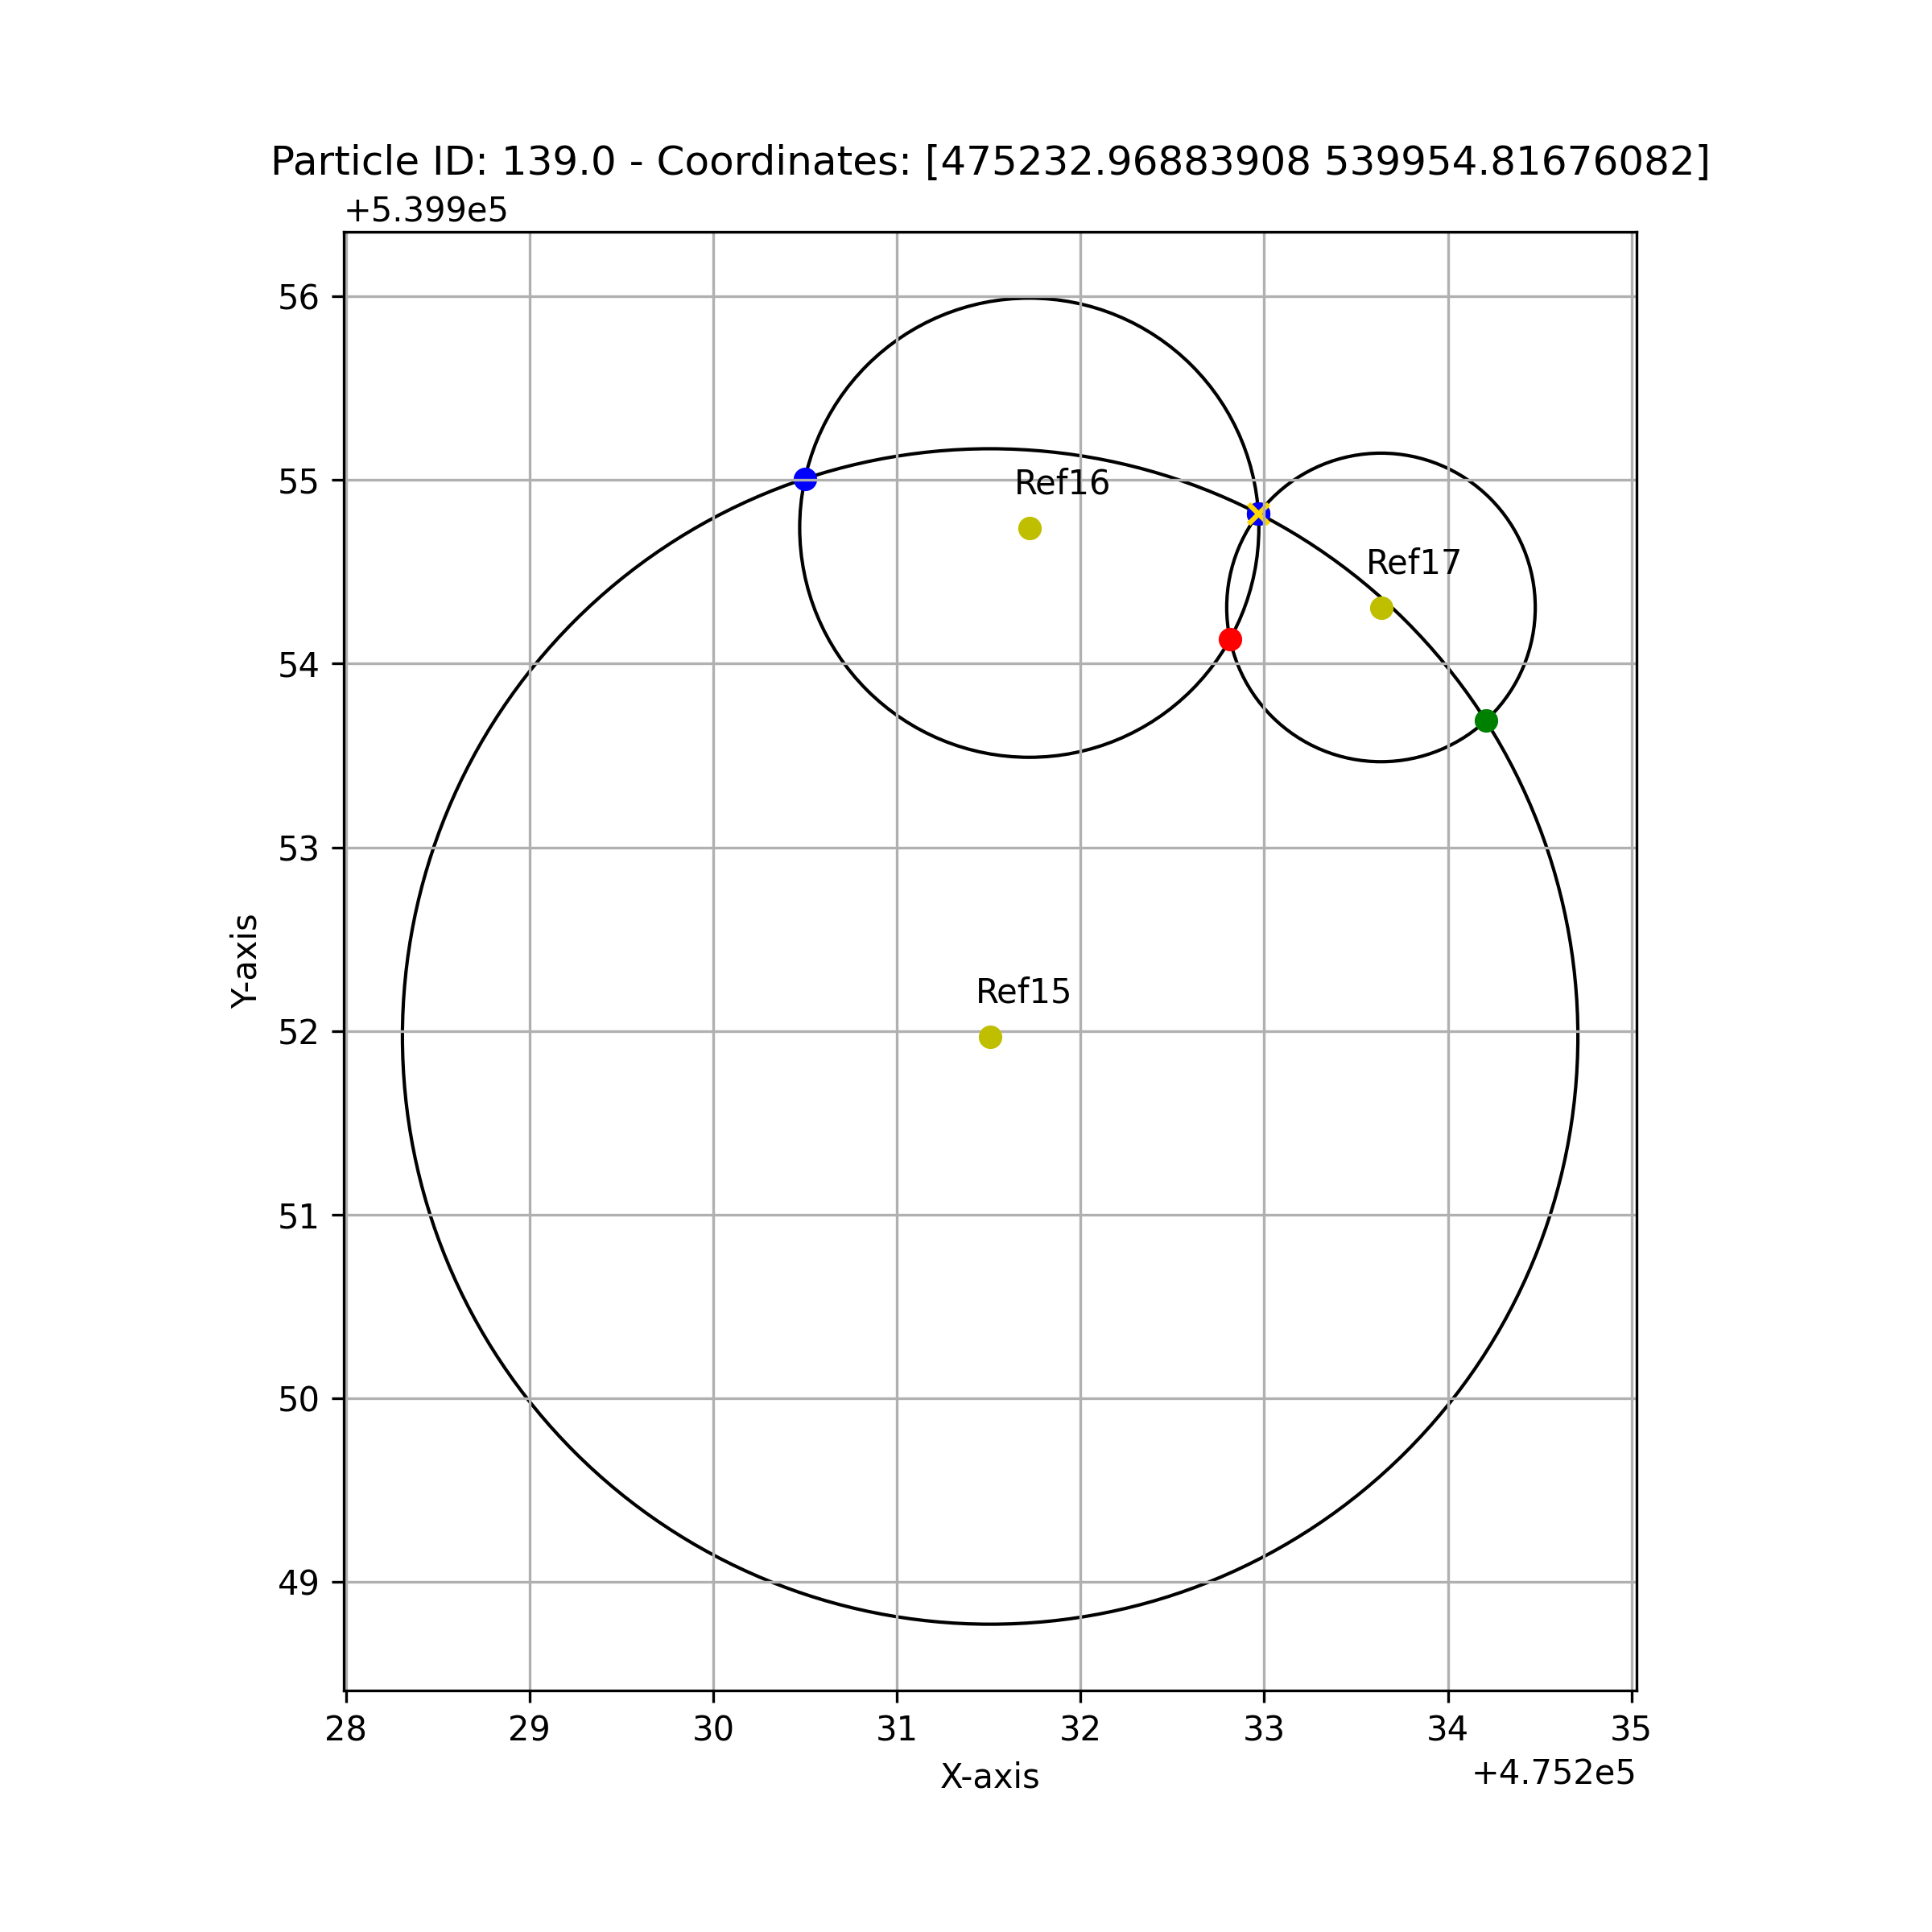 Particle ID: 139.0 - Coordinates: [475232.96883908 539954.81676082]
+5.399e5
56
55
54
53
52
51
50
49
Y-axis
Ref16
Ref17
Ref15
28 29 30 31 32 33 34 35
X-axis
+4.752e5